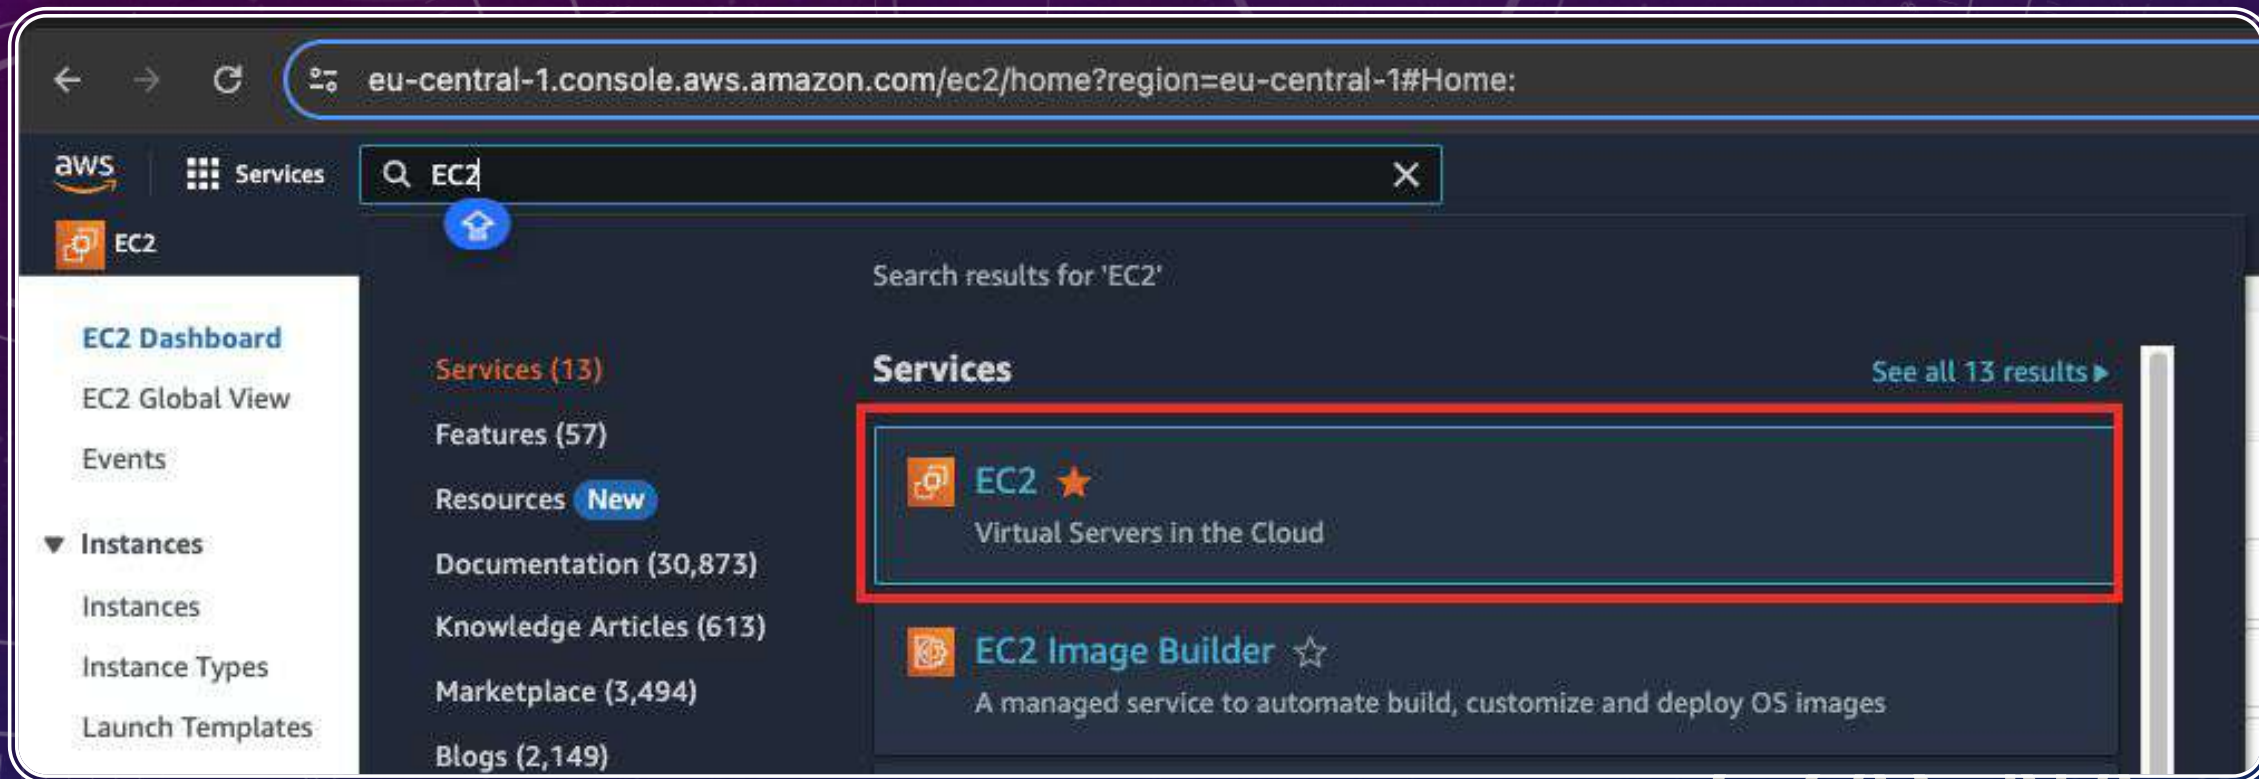 eu-central-1.console.aws.amazon.com/ec2/home?region=eu-central-1#Home:
aws
Services
EC2
EC2
EC2 Dashboard
EC2 Global View
Events
Instances
Instances
Instance Types
Launch Templates
Search results for 'EC2'
Services (13)
Features (57)
Resources New
Documentation (30,873)
Knowledge Articles (613)
Marketplace (3,494)
Blogs (2,149)
Services
See all 13 results
EC2
Virtual Servers in the Cloud
EC2 Image Builder
A managed service to automate build, customize and deploy OS images